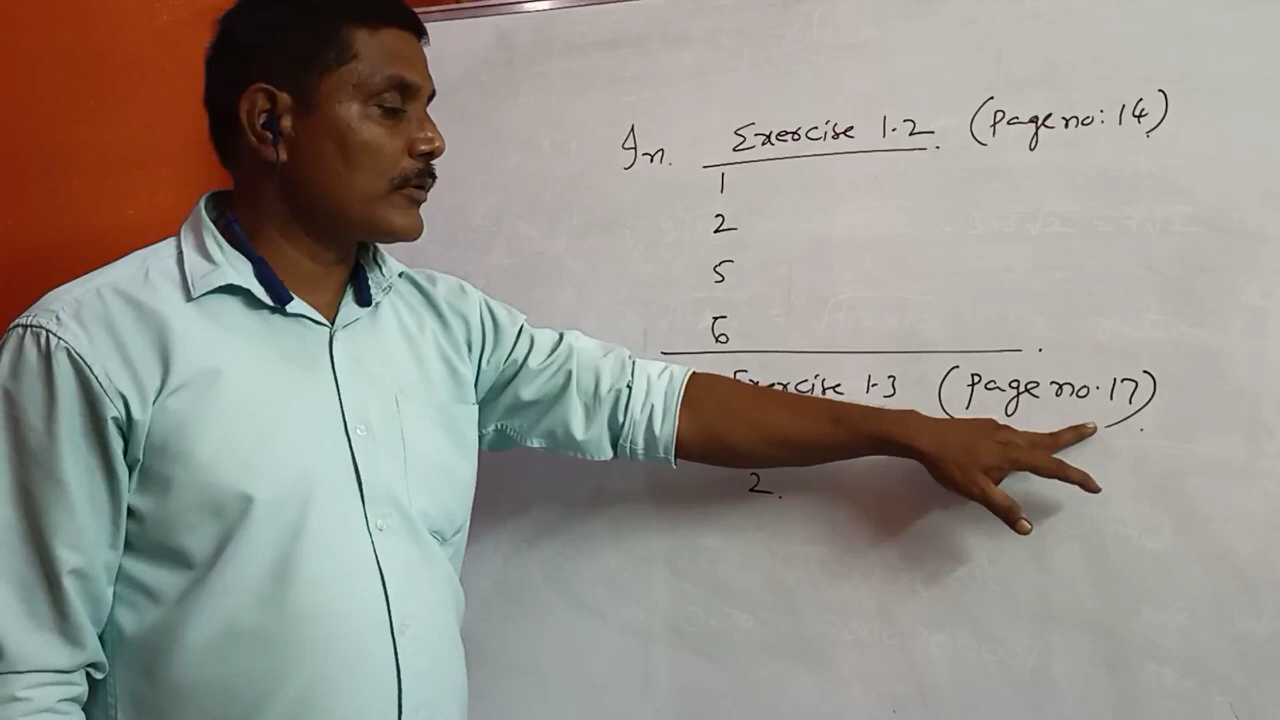 In. Exercise 1.2 (Page no: 14)
1
2
5
6
Exercise 1.3 (Page no. 17)
2.